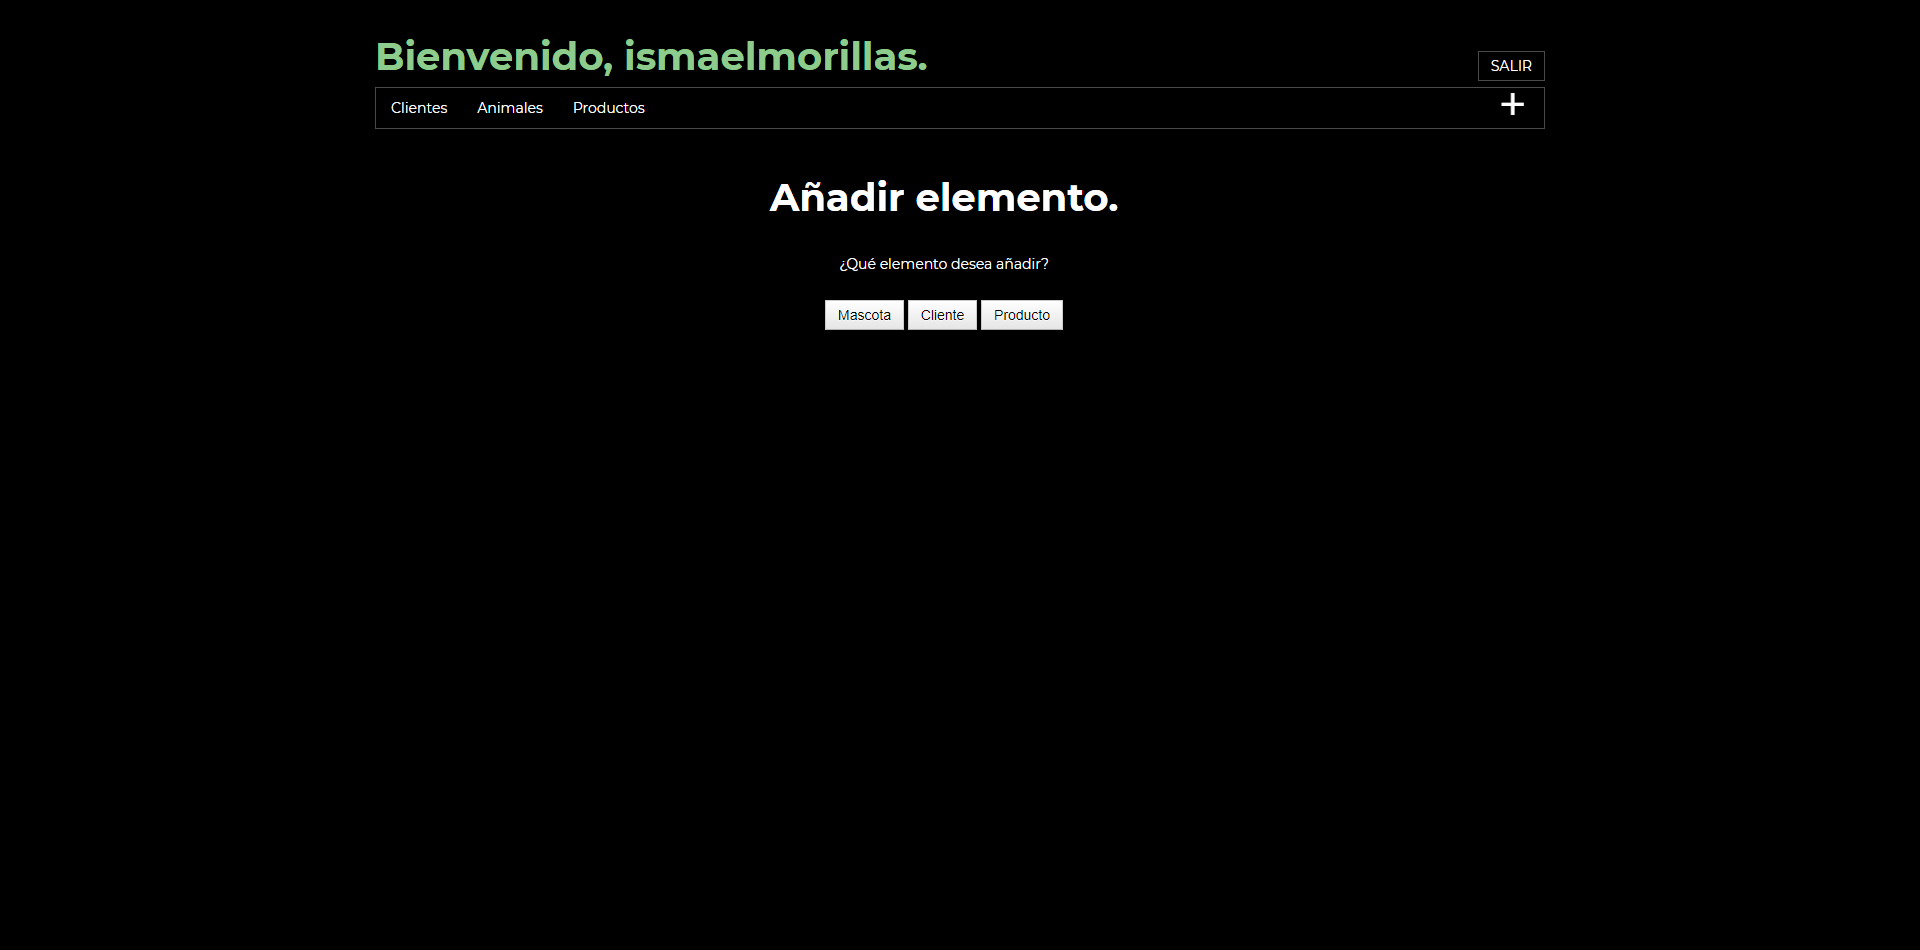 Bienvenido, ismaelmorillas.
SALIR
Clientes Animales Productos +
Añadir elemento.
¿Qué elemento desea añadir?
Mascota Cliente Producto